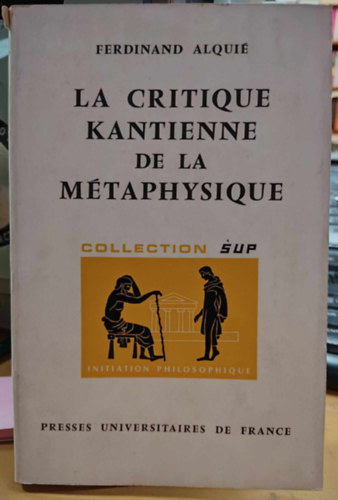 FERDINAND ALQUIÉ
LA CRITIQUE
KANTIENNE
DE LA
MÉTAPHYSIQUE
COLLECTION SUP
INITIATION PHILOSOPHIQUE
PRESSES UNIVERSITAIRES DE FRANCE